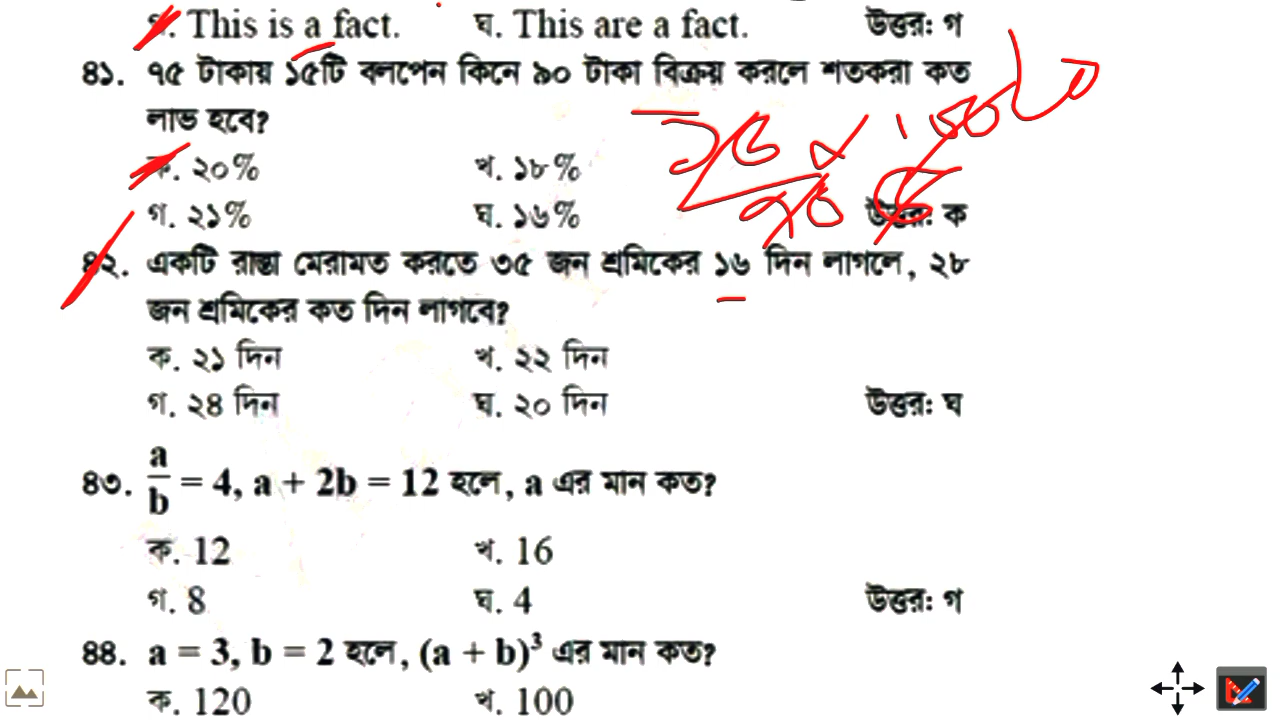 This is a fact. ঘ. This are a fact. উত্তর: গ
৪১. ৭৫ টাকায় ১৫টি বলপেন কিনে ৯০ টাকা বিক্রয় করলে শতকরা কত
লাভ হবে?
ক. ২০% খ. ১৮%
গ. ২১% ঘ. ১৬% উত্তর: ক
৪২. একটি রাস্তা মেরামত করতে ৩৫ জন শ্রমিকের ১৬ দিন লাগলে, ২৮
জন শ্রমিকের কত দিন লাগবে?
ক. ২১ দিন খ. ২২ দিন
গ. ২৪ দিন ঘ. ২০ দিন উত্তর: ঘ
৪৩. a/b = 4, a + 2b = 12 হলে, a এর মান কত?
ক. 12 খ. 16
গ. 8 ঘ. 4 উত্তর: গ
৪৪. a = 3, b = 2 হলে, (a + b)³ এর মান কত?
ক. 120 খ. 100